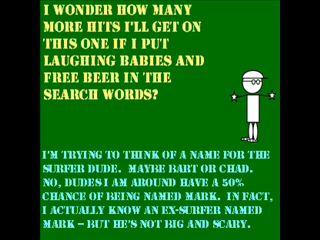 I WONDER HOW MANY
MORE HITS I'LL GET ON
THIS ONE IF I PUT
LAUGHING BABIES AND
FREE BEER IN THE
SEARCH WORDS?
I'M TRYING TO THINK OF A NAME FOR THE
SURFER DUDE. MAYBE BART OR CHAD.
NO, DUDES I AM AROUND HAVE A 50%
CHANCE OF BEING NAMED MARK. IN FACT,
I ACTUALLY KNOW AN EX-SURFER NAMED
MARK – BUT HE'S NOT BIG AND SCARY.